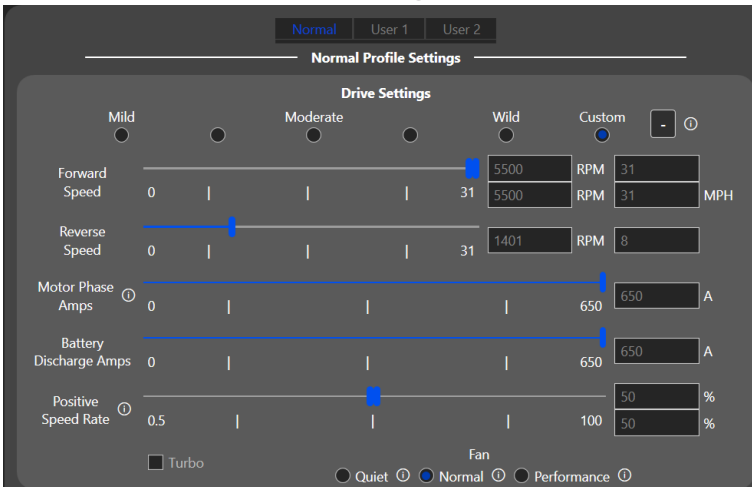 Normal User 1 User 2
Normal Profile Settings
Drive Settings
Mild Moderate Wild Custom -
Forward Speed 0 31 5500 RPM 31
5500 RPM 31 MPH
Reverse Speed 0 31 1401 RPM 8
Motor Phase Amps 0 650 650 A
Battery Discharge Amps 0 650 650 A
Positive Speed Rate 0.5 100 50 %
50 %
Turbo
Fan
Quiet Normal Performance